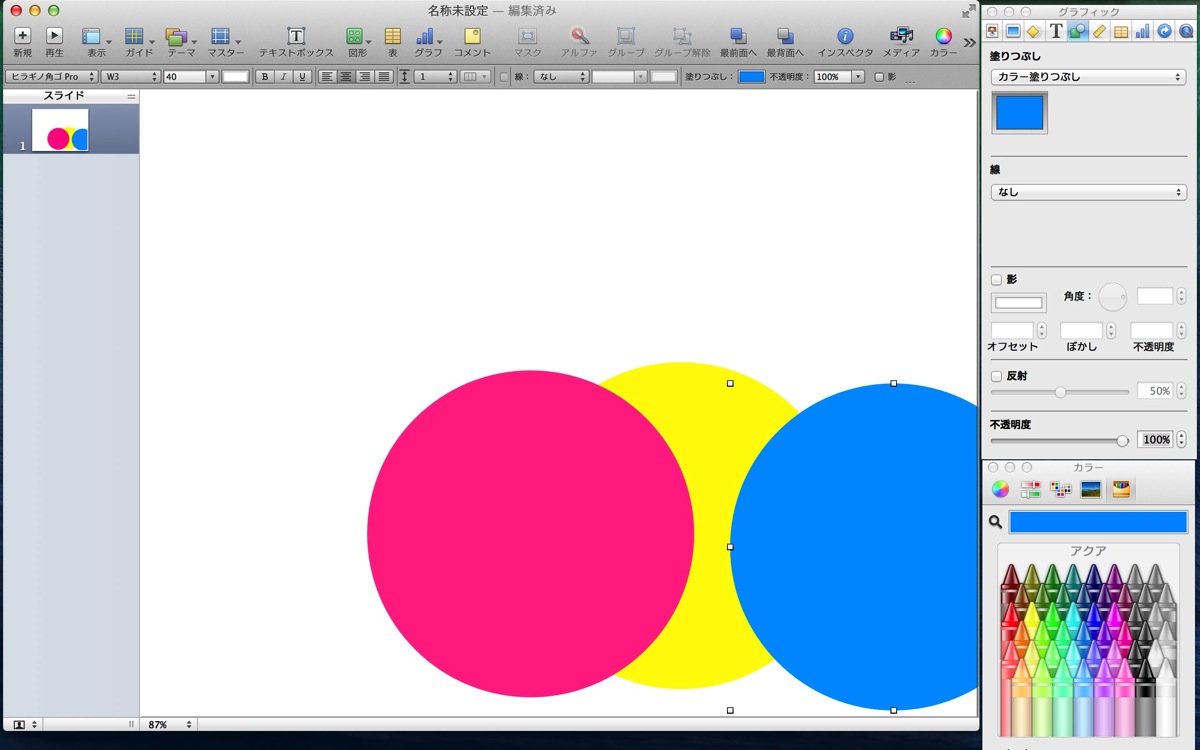 名称未設定 — 編集済み
新規 再生 表示 ガイド テーマ マスター テキストボックス 図形 表 グラフ コメント マスク アルファ グループ グループ解除 最前面へ 最背面へ インスペクタ メディア カラー
ヒラギノ角ゴ Pro W3 40 B I U 1 線： なし 塗りつぶし： 不透明度： 100% 影
スライド
1
87%
グラフィック
塗りつぶし
カラー塗りつぶし
線
なし
影
角度：
オフセット ぼかし 不透明度
反射
50%
不透明度
100%
カラー
アクア